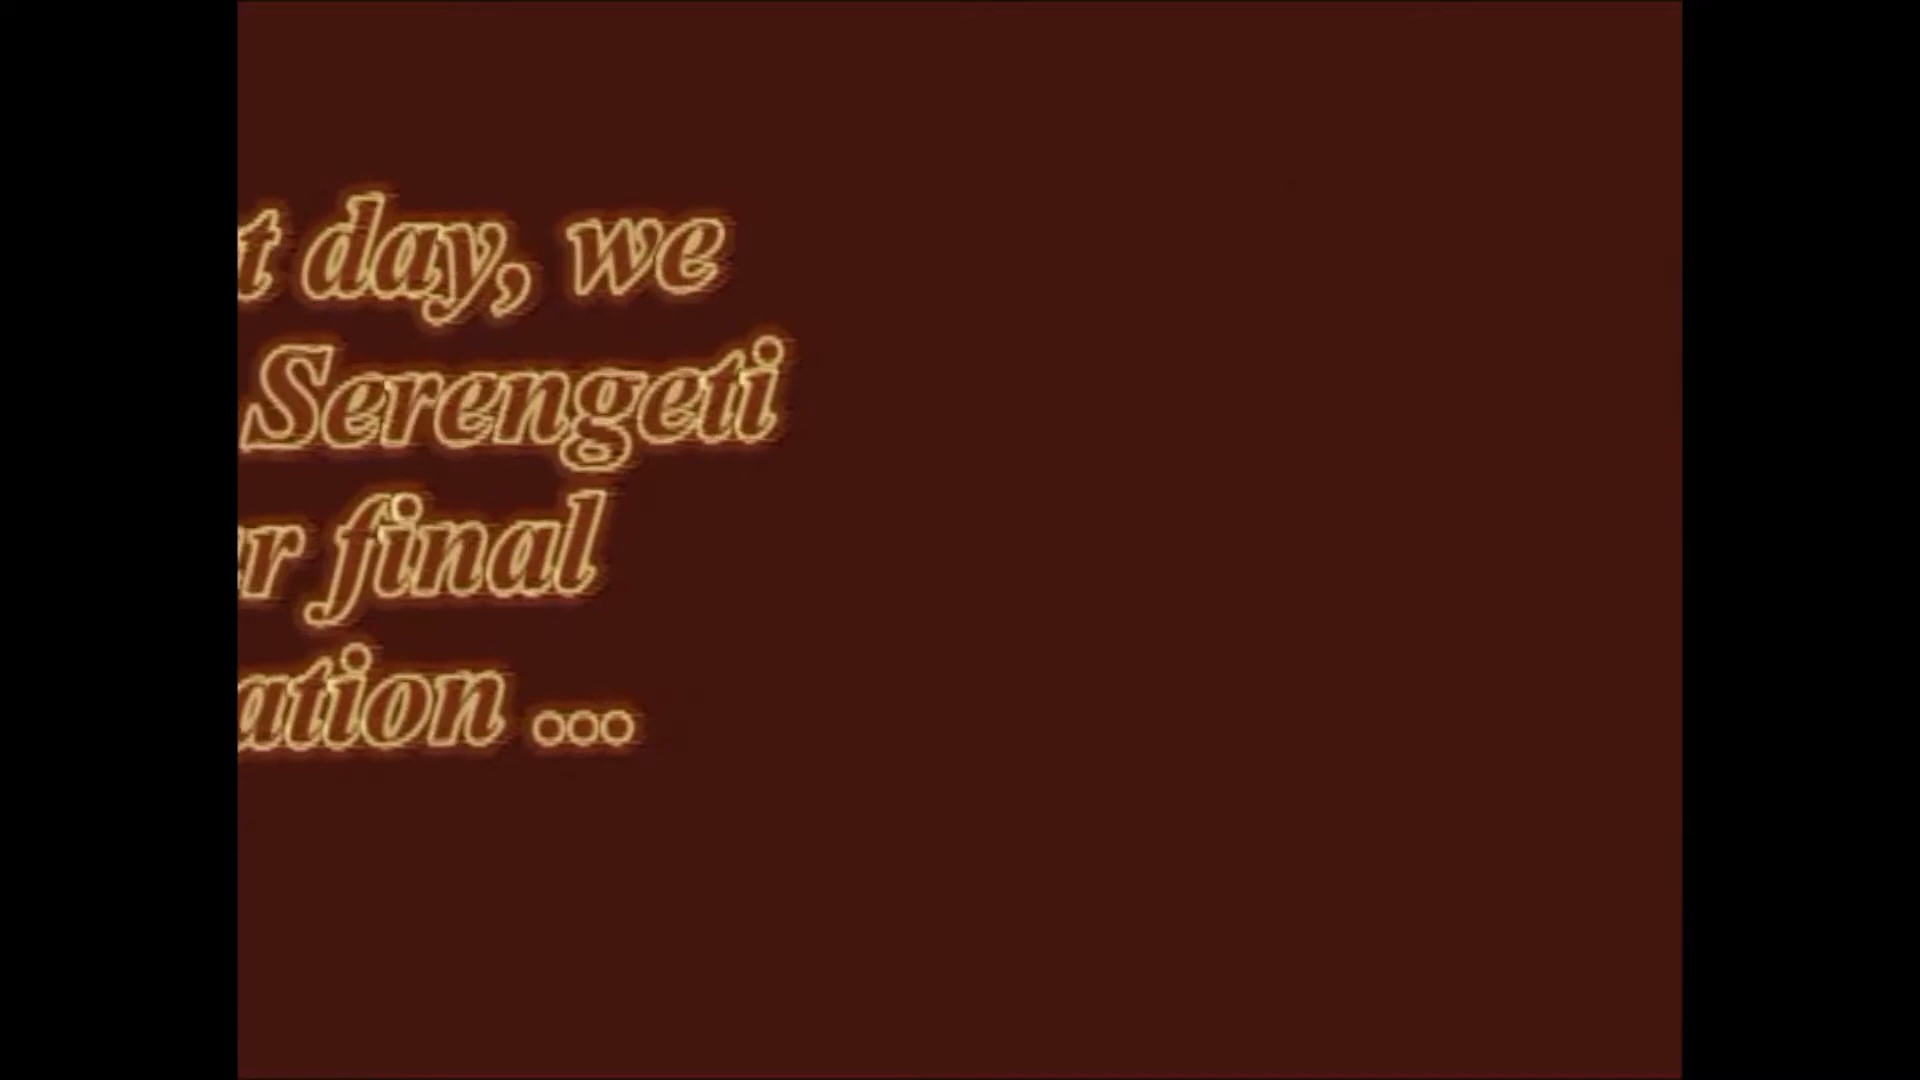 t day, we
Serengeti
r final
ation ...